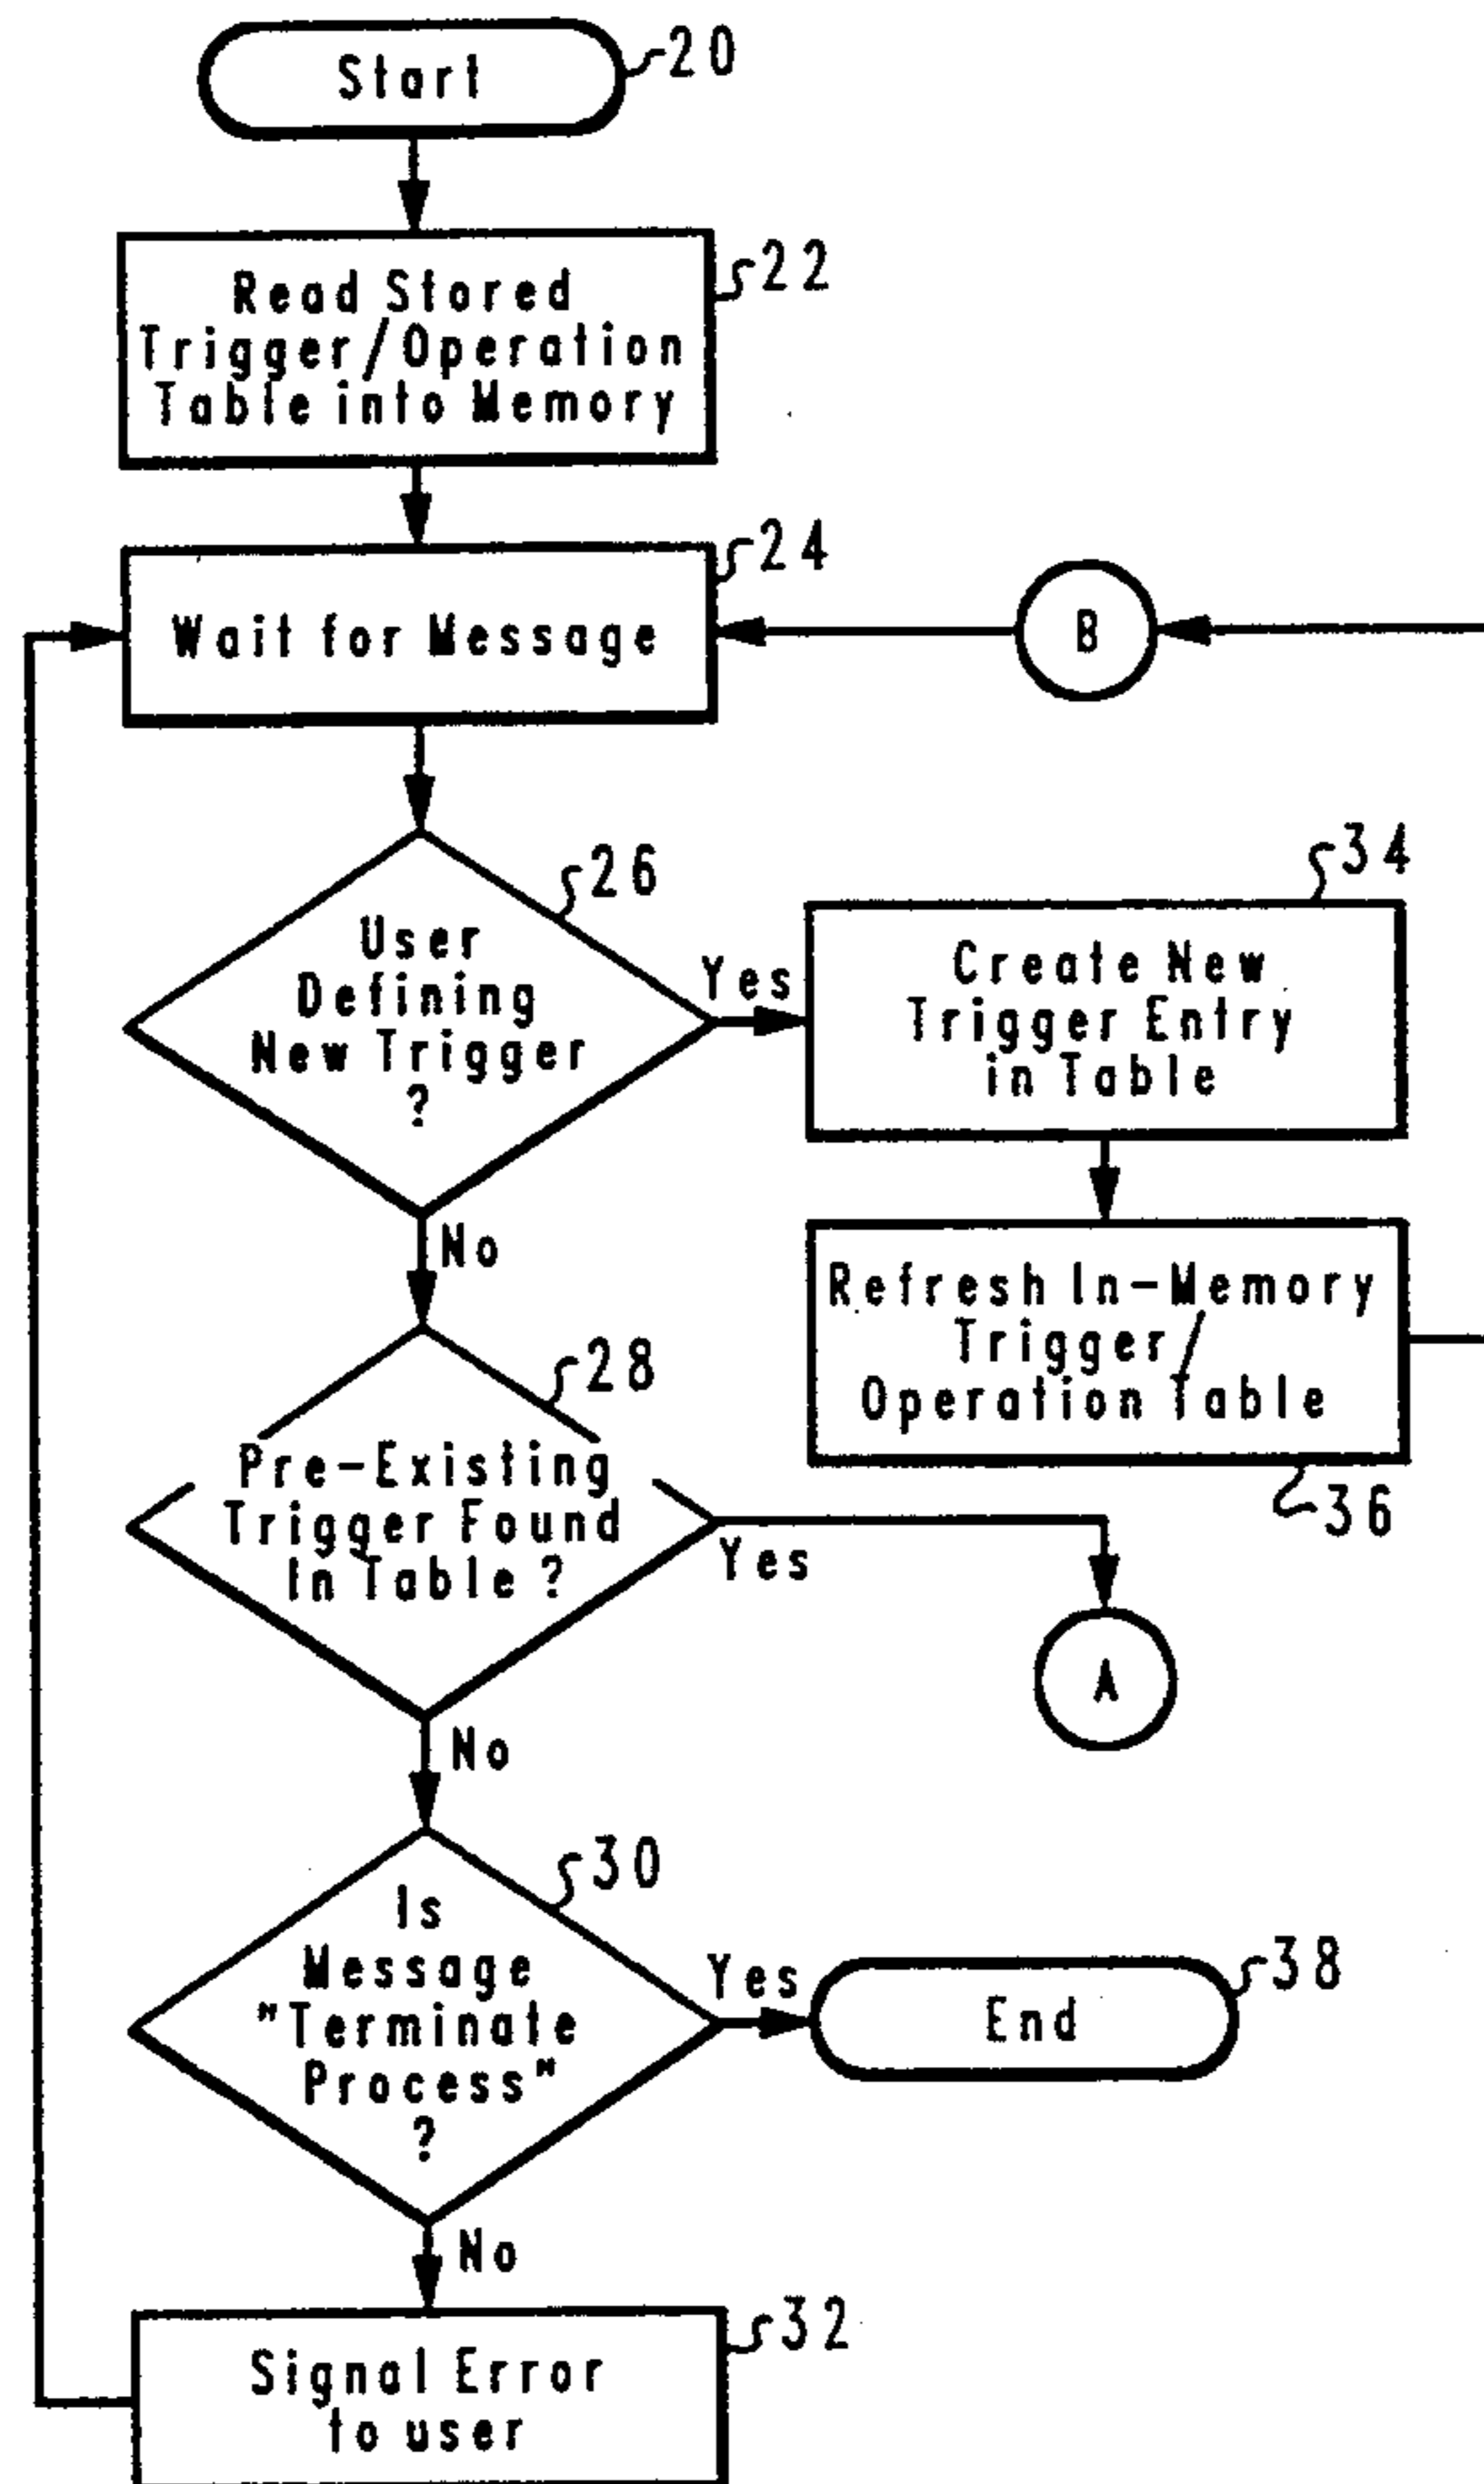 Start
20
Read Stored
Trigger/Operation
Table into Memory
22
Wait for Message
24
B
User
Defining
New Trigger
?
26
Yes
No
Create New
Trigger Entry
in Table
34
Refresh In-Memory
Trigger/
Operation Table
36
Pre-Existing
Trigger Found
In Table?
28
Yes
No
A
Is
Message
"Terminate
Process"
?
30
Yes
No
End
38
Signal Error
to user
32